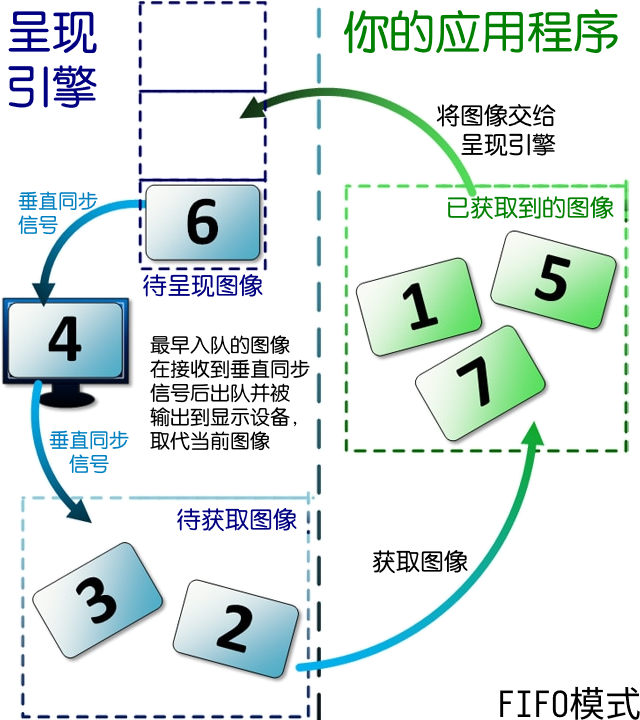 呈现
引擎
你的应用程序
将图像交给
呈现引擎
垂直同步
信号
6
待呈现图像
已获取到的图像
1
5
7
4
最早入队的图像
在接收到垂直同步
信号后出队并被
输出到显示设备，
取代当前图像
垂直同步
信号
待获取图像
3
2
获取图像
FIFO模式